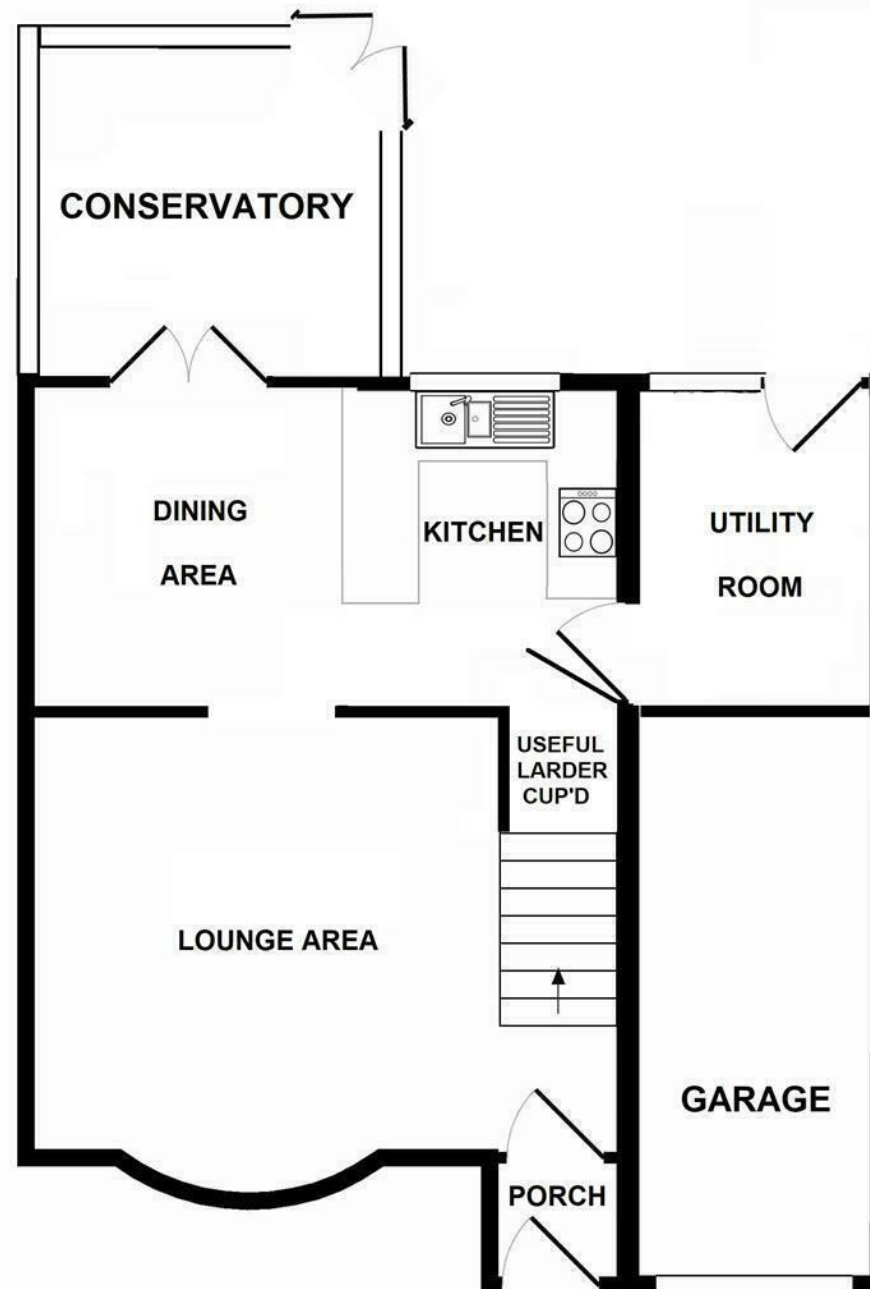 CONSERVATORY
DINING
AREA
KITCHEN
UTILITY
ROOM
USEFUL
LARDER
CUP'D
LOUNGE AREA
GARAGE
PORCH